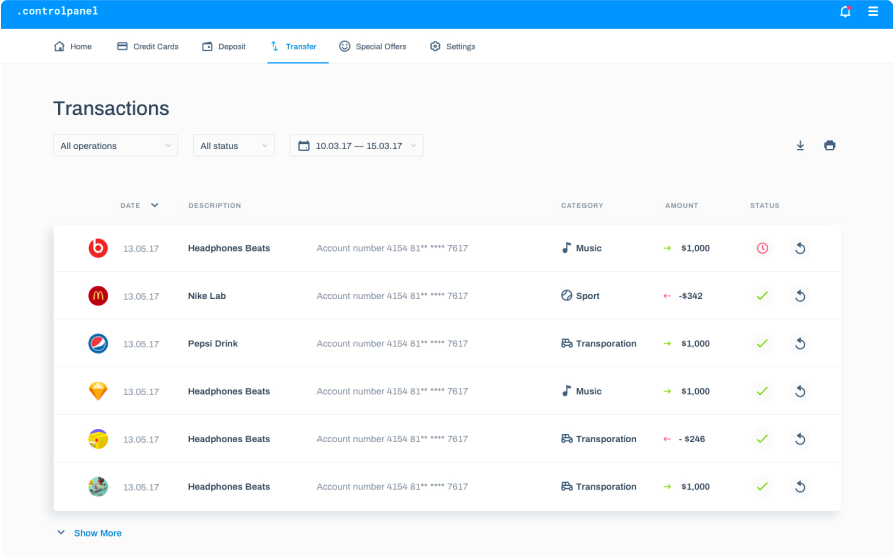 .controlpanel
Home Credit Cards Deposit Transfer Special Offers Settings
Transactions
All operations All status 10.03.17 — 15.03.17
DATE DESCRIPTION CATEGORY AMOUNT STATUS
13.05.17 Headphones Beats Account number 4154 81** **** 7617 Music $1,000
13.05.17 Nike Lab Account number 4154 81** **** 7617 Sport -$342
13.05.17 Pepsi Drink Account number 4154 81** **** 7617 Transporation $1,000
13.05.17 Headphones Beats Account number 4154 81** **** 7617 Music $1,000
13.05.17 Headphones Beats Account number 4154 81** **** 7617 Transporation - $246
13.05.17 Headphones Beats Account number 4154 81** **** 7617 Transporation $1,000
Show More